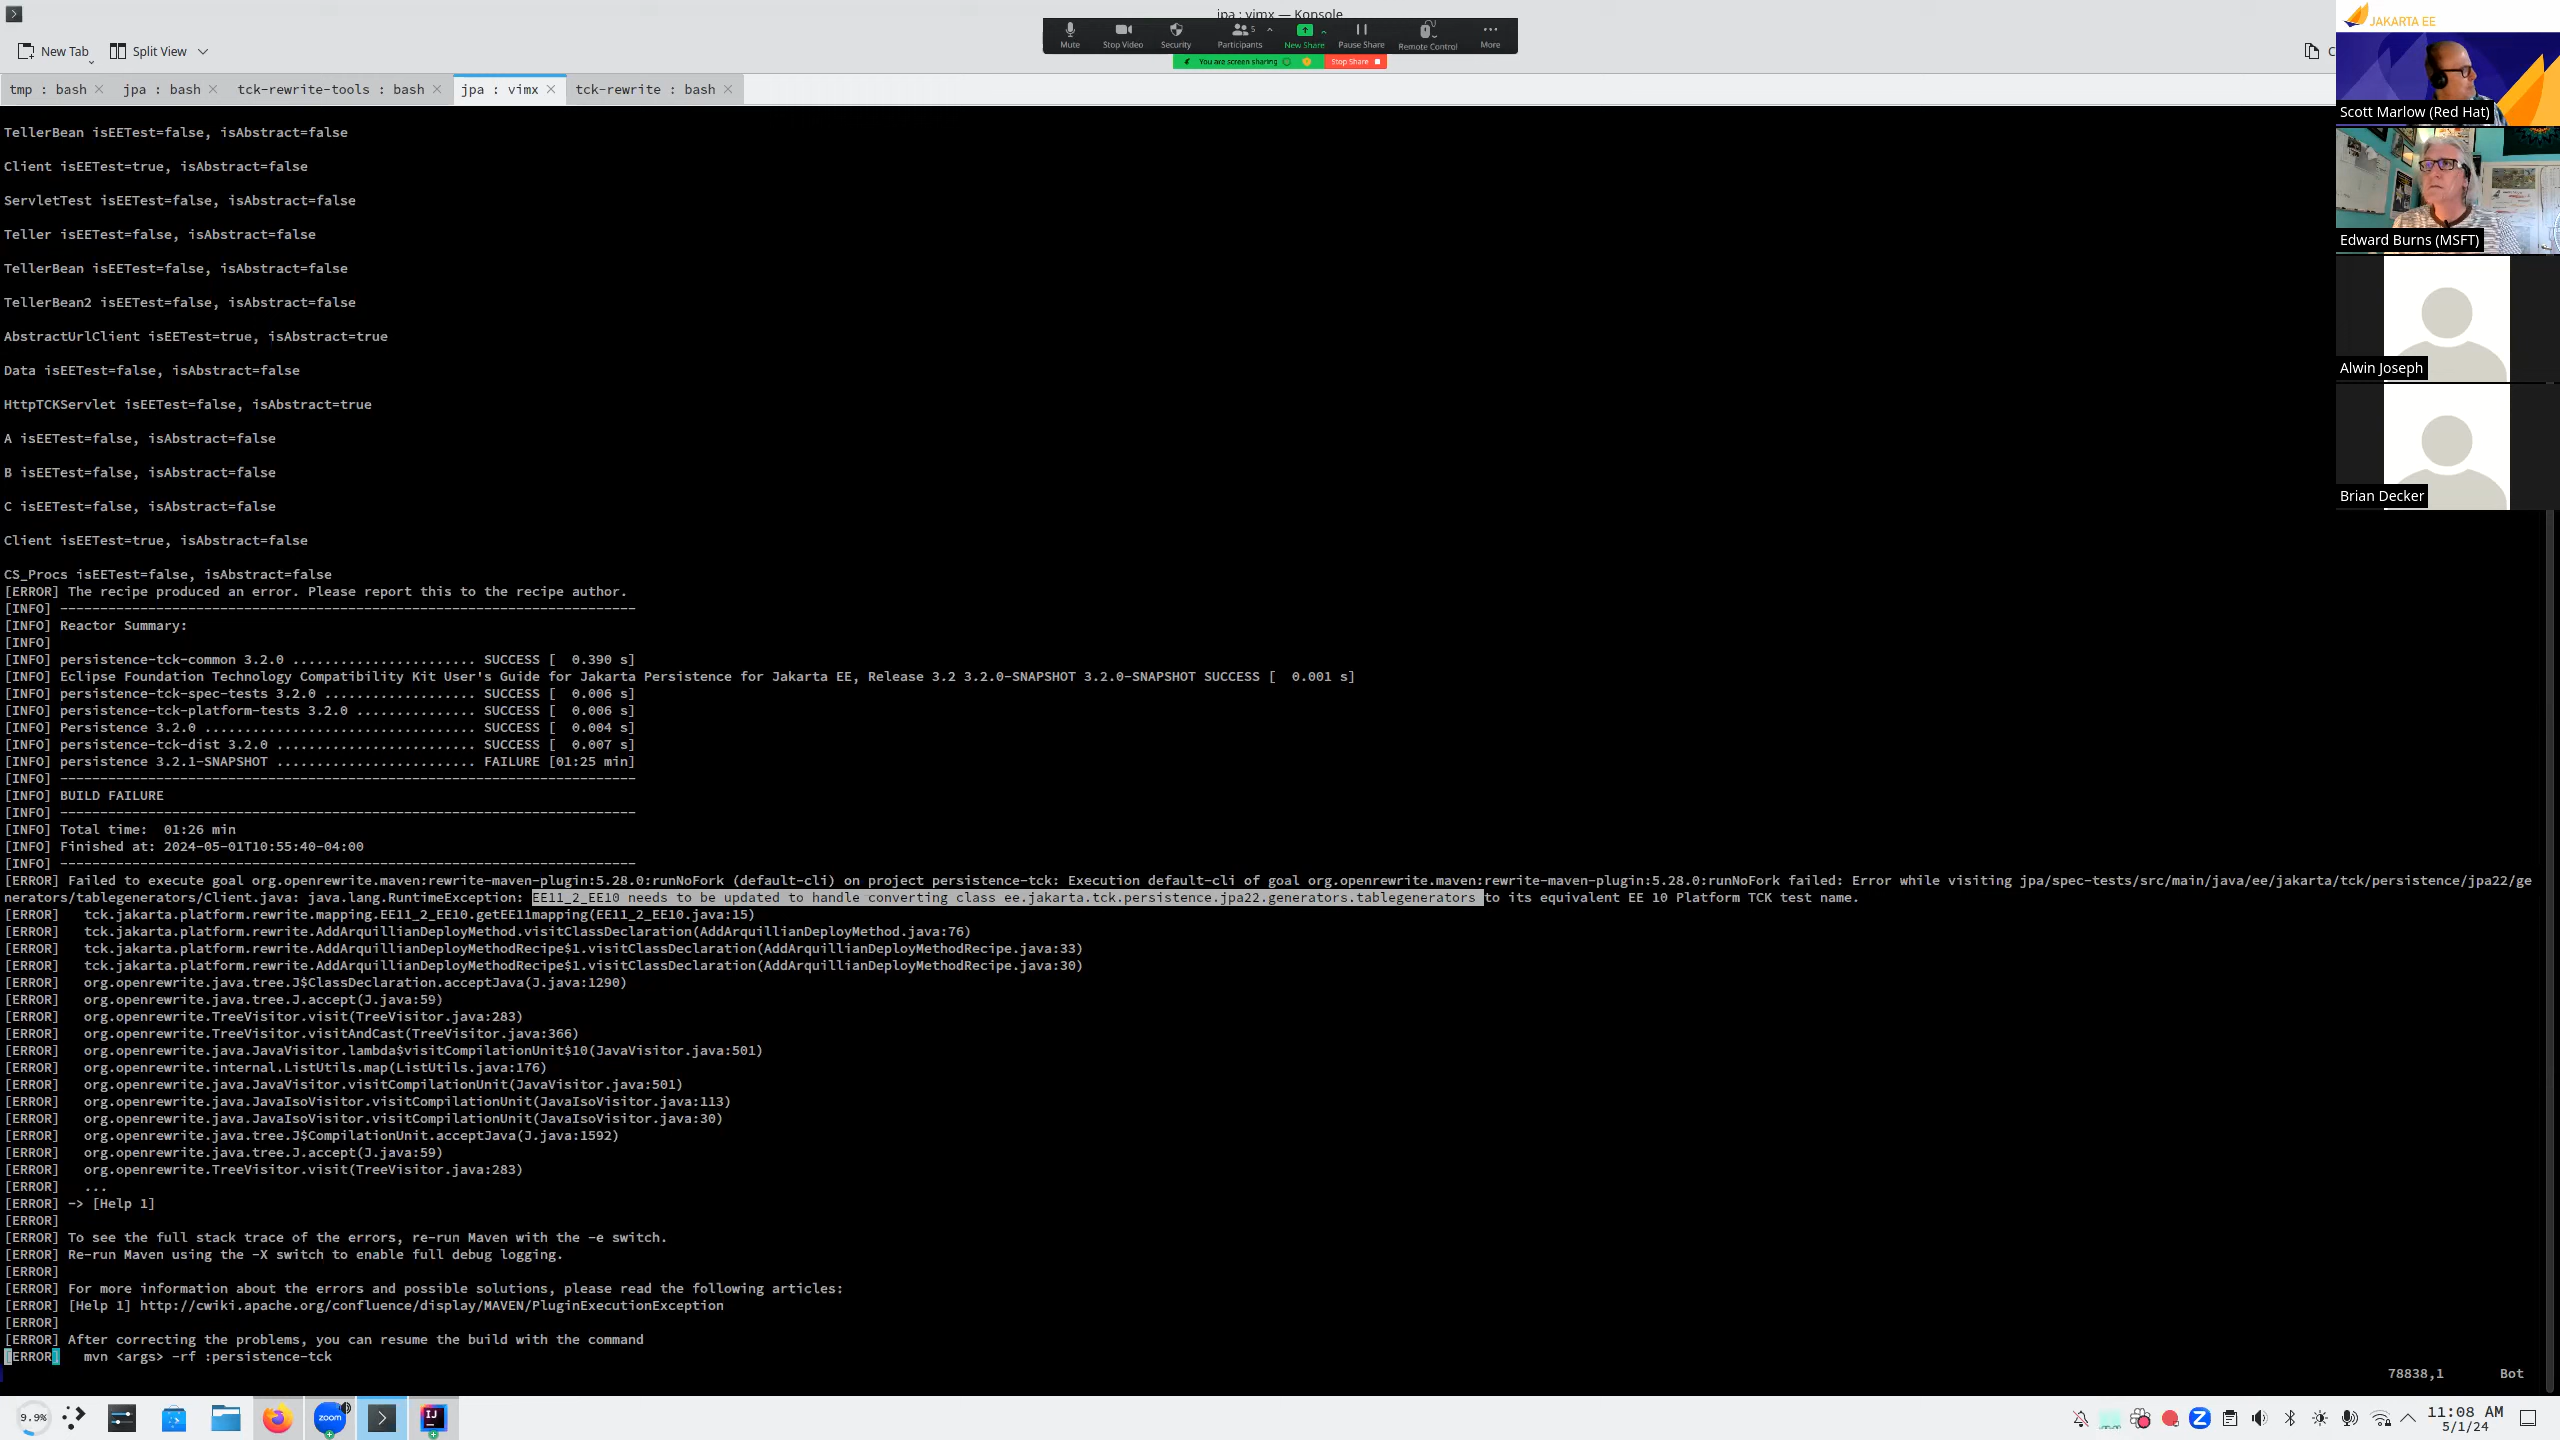 jpa : vimx — Konsole
New Tab
Split View
Mute
Stop Video
Security
Participants
5
New Share
Pause Share
Remote Control
More
You are screen sharing
Stop Share
JAKARTA EE
tmp : bash
jpa : bash
tck-rewrite-tools : bash
jpa : vimx
tck-rewrite : bash
Scott Marlow (Red Hat)
Edward Burns (MSFT)
Alwin Joseph
Brian Decker
TellerBean isEETest=false, isAbstract=false
Client isEETest=true, isAbstract=false
ServletTest isEETest=false, isAbstract=false
Teller isEETest=false, isAbstract=false
TellerBean isEETest=false, isAbstract=false
TellerBean2 isEETest=false, isAbstract=false
AbstractUrlClient isEETest=true, isAbstract=true
Data isEETest=false, isAbstract=false
HttpTCKServlet isEETest=false, isAbstract=true
A isEETest=false, isAbstract=false
B isEETest=false, isAbstract=false
C isEETest=false, isAbstract=false
Client isEETest=true, isAbstract=false
CS_Procs isEETest=false, isAbstract=false
[ERROR] The recipe produced an error. Please report this to the recipe author.
[INFO] ------------------------------------------------------------------------
[INFO] Reactor Summary:
[INFO]
[INFO] persistence-tck-common 3.2.0 ....................... SUCCESS [  0.390 s]
[INFO] Eclipse Foundation Technology Compatibility Kit User's Guide for Jakarta Persistence for Jakarta EE, Release 3.2 3.2.0-SNAPSHOT 3.2.0-SNAPSHOT SUCCESS [  0.001 s]
[INFO] persistence-tck-spec-tests 3.2.0 ................... SUCCESS [  0.006 s]
[INFO] persistence-tck-platform-tests 3.2.0 ............... SUCCESS [  0.006 s]
[INFO] Persistence 3.2.0 .................................. SUCCESS [  0.004 s]
[INFO] persistence-tck-dist 3.2.0 ......................... SUCCESS [  0.007 s]
[INFO] persistence 3.2.1-SNAPSHOT ......................... FAILURE [01:25 min]
[INFO] ------------------------------------------------------------------------
[INFO] BUILD FAILURE
[INFO] ------------------------------------------------------------------------
[INFO] Total time:  01:26 min
[INFO] Finished at: 2024-05-01T10:55:40-04:00
[INFO] ------------------------------------------------------------------------
[ERROR] Failed to execute goal org.openrewrite.maven:rewrite-maven-plugin:5.28.0:runNoFork (default-cli) on project persistence-tck: Execution default-cli of goal org.openrewrite.maven:rewrite-maven-plugin:5.28.0:runNoFork failed: Error while visiting jpa/spec-tests/src/main/java/ee/jakarta/tck/persistence/jpa22/ge
nerators/tablegenerators/Client.java: java.lang.RuntimeException: EE11_2_EE10 needs to be updated to handle converting class ee.jakarta.tck.persistence.jpa22.generators.tablegenerators to its equivalent EE 10 Platform TCK test name.
[ERROR]   tck.jakarta.platform.rewrite.mapping.EE11_2_EE10.getEE11mapping(EE11_2_EE10.java:15)
[ERROR]   tck.jakarta.platform.rewrite.AddArquillianDeployMethod.visitClassDeclaration(AddArquillianDeployMethod.java:76)
[ERROR]   tck.jakarta.platform.rewrite.AddArquillianDeployMethodRecipe$1.visitClassDeclaration(AddArquillianDeployMethodRecipe.java:33)
[ERROR]   tck.jakarta.platform.rewrite.AddArquillianDeployMethodRecipe$1.visitClassDeclaration(AddArquillianDeployMethodRecipe.java:30)
[ERROR]   org.openrewrite.java.tree.J$ClassDeclaration.acceptJava(J.java:1290)
[ERROR]   org.openrewrite.java.tree.J.accept(J.java:59)
[ERROR]   org.openrewrite.TreeVisitor.visit(TreeVisitor.java:283)
[ERROR]   org.openrewrite.TreeVisitor.visitAndCast(TreeVisitor.java:366)
[ERROR]   org.openrewrite.java.JavaVisitor.lambda$visitCompilationUnit$10(JavaVisitor.java:501)
[ERROR]   org.openrewrite.internal.ListUtils.map(ListUtils.java:176)
[ERROR]   org.openrewrite.java.JavaVisitor.visitCompilationUnit(JavaVisitor.java:501)
[ERROR]   org.openrewrite.java.JavaIsoVisitor.visitCompilationUnit(JavaIsoVisitor.java:113)
[ERROR]   org.openrewrite.java.JavaIsoVisitor.visitCompilationUnit(JavaIsoVisitor.java:30)
[ERROR]   org.openrewrite.java.tree.J$CompilationUnit.acceptJava(J.java:1592)
[ERROR]   org.openrewrite.java.tree.J.accept(J.java:59)
[ERROR]   org.openrewrite.TreeVisitor.visit(TreeVisitor.java:283)
[ERROR]   ...
[ERROR] -> [Help 1]
[ERROR]
[ERROR] To see the full stack trace of the errors, re-run Maven with the -e switch.
[ERROR] Re-run Maven using the -X switch to enable full debug logging.
[ERROR]
[ERROR] For more information about the errors and possible solutions, please read the following articles:
[ERROR] [Help 1] http://cwiki.apache.org/confluence/display/MAVEN/PluginExecutionException
[ERROR]
[ERROR] After correcting the problems, you can resume the build with the command
[ERROR]   mvn <args> -rf :persistence-tck
78838,1
Bot
9.9%
zoom
IJ
11:08 AM
5/1/24